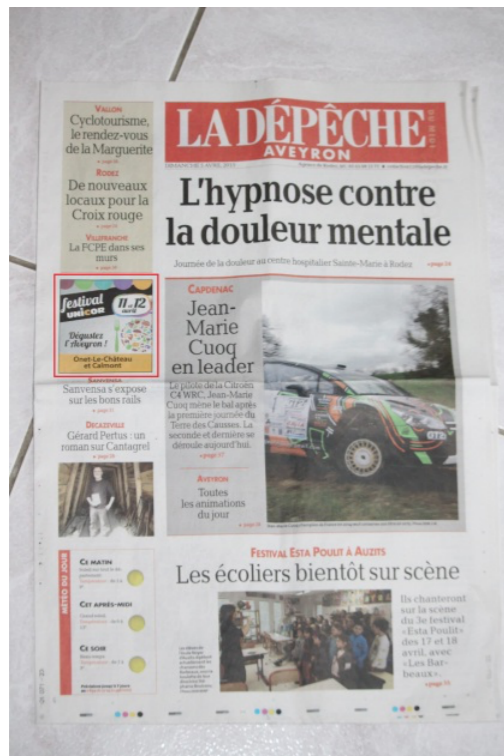 VALLON
Cyclotourisme,
le rendez-vous
de la Marguerite
RODEZ
De nouveaux
locaux pour la
Croix rouge
VILLEFRANCHE
La FCPE dans ses
murs
festival
UNICOR
11 et 12
Dégustez
l'Aveyron !
Onet-Le-Château
et Calmont
SANVENSA
Sanvensa s'expose
sur les bons rails
DECAZEVILLE
Gérard Pertus : un
roman sur Cantagrel
MÉTÉO DU JOUR
CE MATIN
CET APRÈS-MIDI
CE SOIR
LA DÉPÊCHE
DU MIDI
AVEYRON
L'hypnose contre
la douleur mentale
Journée de la douleur au centre hospitalier Sainte-Marie à Rodez
CAPDENAC
Jean-
Marie
Cuoq
en leader
Le pilote de la Citroën
C4 WRC, Jean-Marie
Cuoq mène le bal après
la première journée du
Terre des Causses. La
seconde et dernière se
déroule aujourd'hui.
AVEYRON
Toutes
les animations
du jour
FESTIVAL ESTA POULIT À AUZITS
Les écoliers bientôt sur scène
Ils chanteront
sur la scène
du 3e festival
«Esta Poulit»
des 17 et 18
avril, avec
«Les Bar-
beaux».